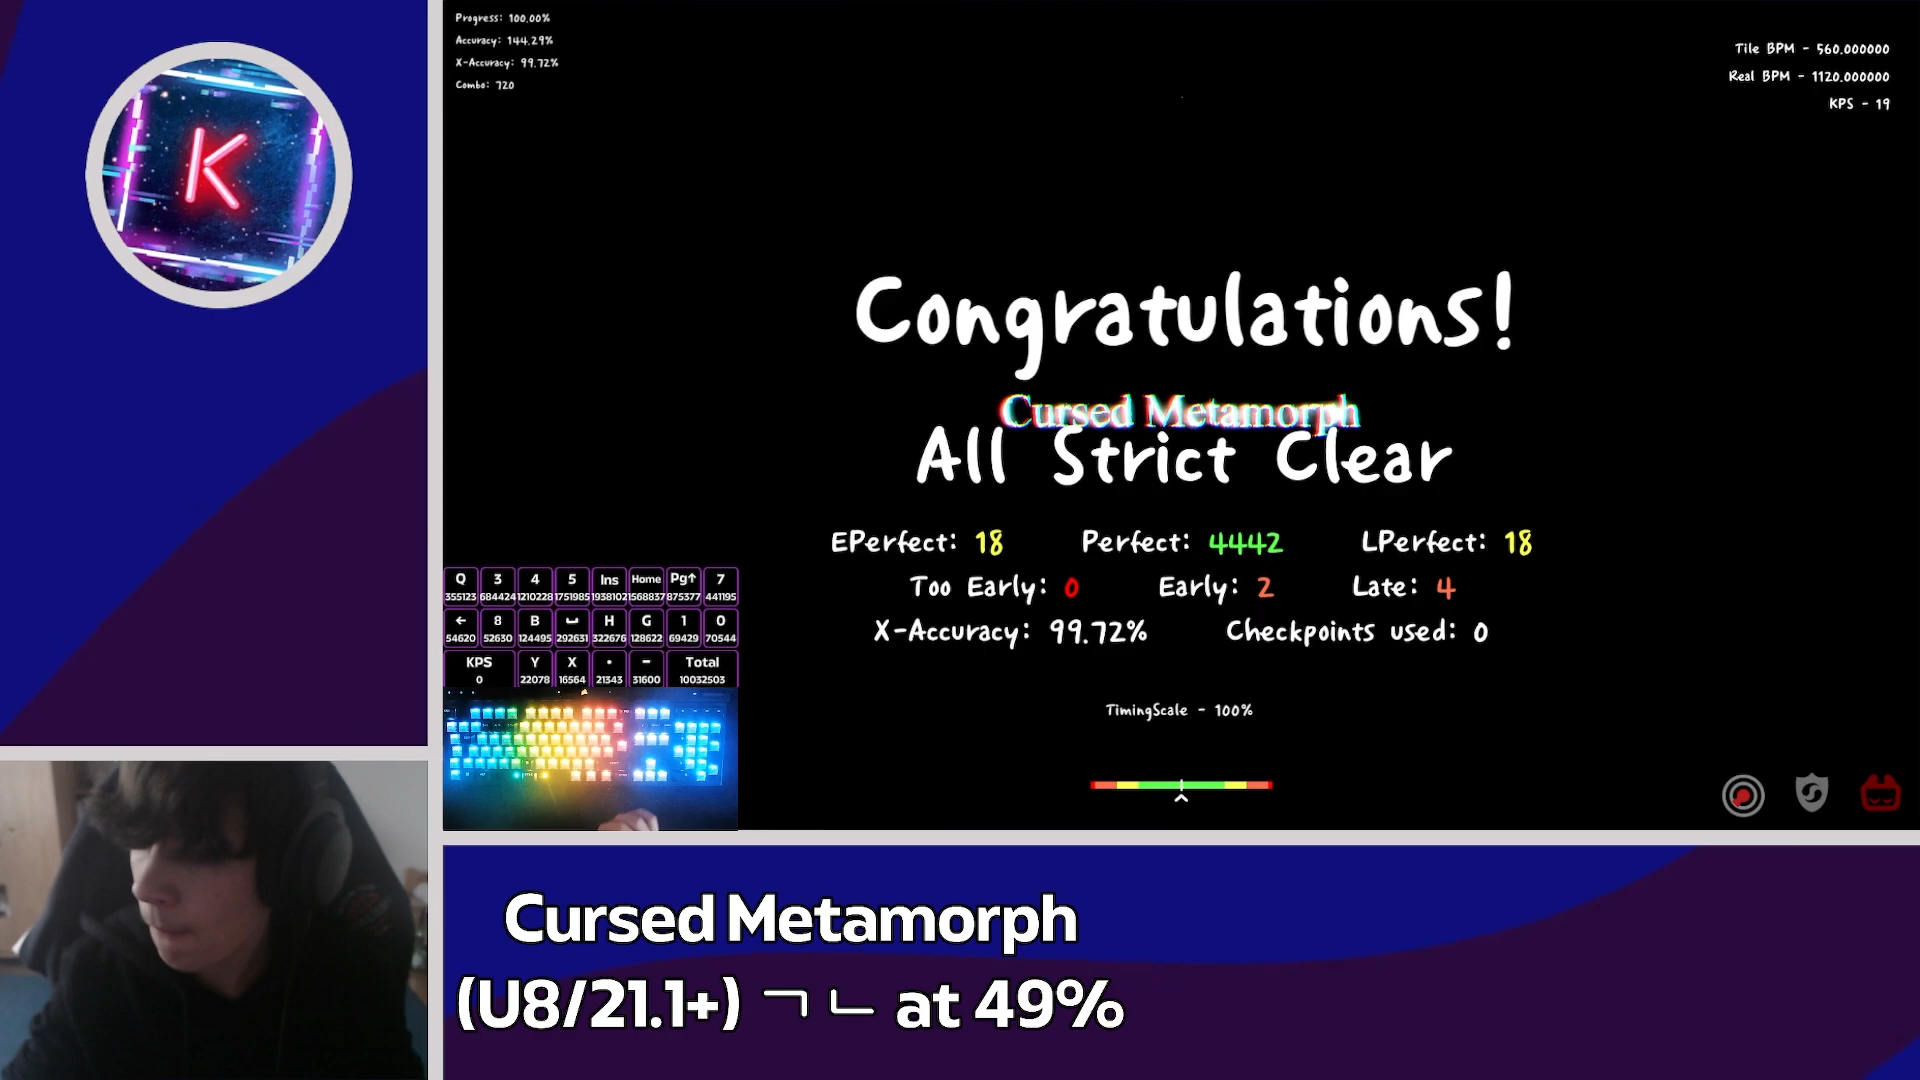 K
Progress: 100.00%
Accuracy: 144.29%
X-Accuracy: 99.72%
Combo: 720
Tile BPM - 560.000000
Real BPM - 1120.000000
KPS - 19
Congratulations!
Cursed Metamorph
All Strict Clear
EPerfect: 18 Perfect: 4442 LPerfect: 18
Too Early: 0 Early: 2 Late: 4
X-Accuracy: 99.72% Checkpoints used: 0
TimingScale - 100%
Q 3 4 5 Ins Home Pg↑ 7
355123 684424 1210228 1751985 1938102 1568837 875377 441195
← 8 B ⌴ H G 1 0
54620 52630 124495 292631 322676 128622 69429 70544
KPS Y X • - Total
0 22078 16564 21343 31600 10032503
Cursed Metamorph
(U8/21.1+) ㄱㄴ at 49%